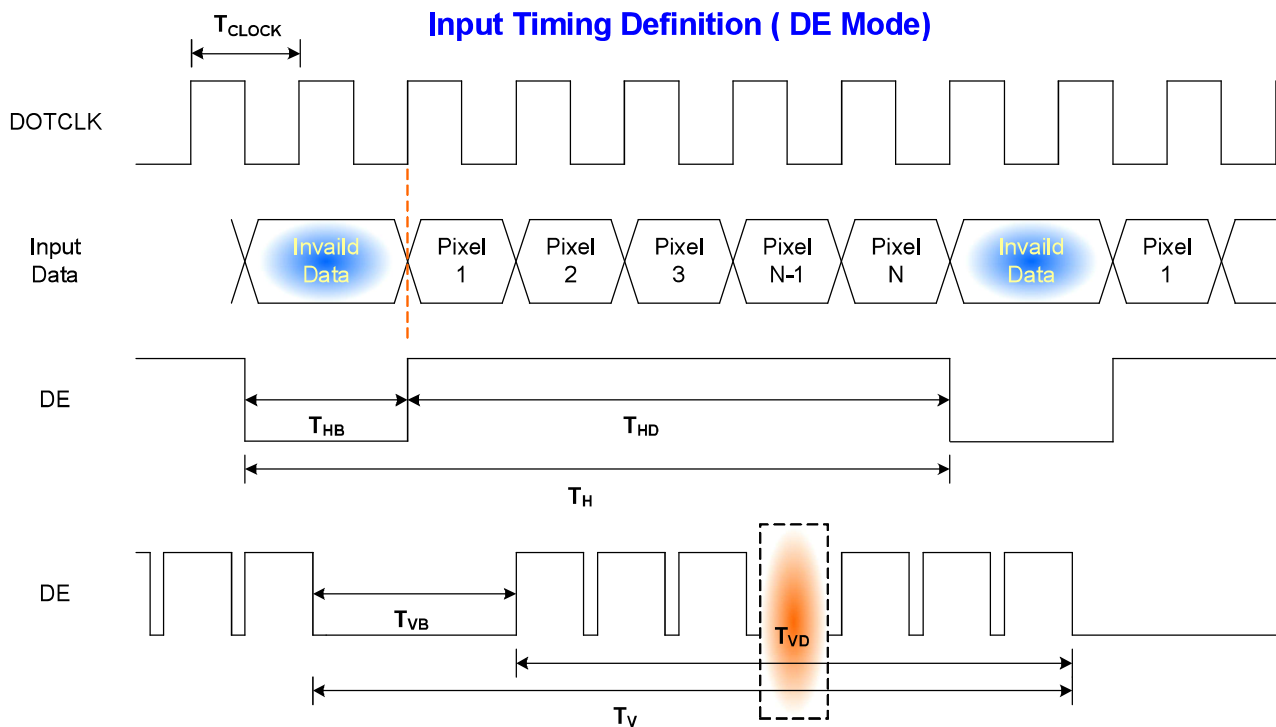 Input Timing Definition ( DE Mode)
TCLOCK
DOTCLK
Input
Data
Invaild
Data
Pixel
1
Pixel
2
Pixel
3
Pixel
N-1
Pixel
N
Invaild
Data
Pixel
1
DE
THB
THD
TH
DE
TVB
TVD
TV